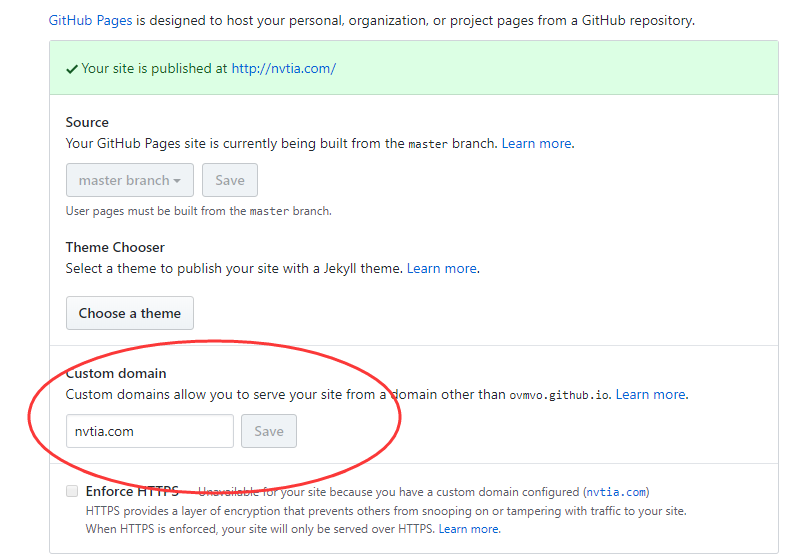 GitHub Pages is designed to host your personal, organization, or project pages from a GitHub repository.
Your site is published at http://nvtia.com/
Source
Your GitHub Pages site is currently being built from the master branch. Learn more.
master branch Save
User pages must be built from the master branch.
Theme Chooser
Select a theme to publish your site with a Jekyll theme. Learn more.
Choose a theme
Custom domain
Custom domains allow you to serve your site from a domain other than ovmvo.github.io. Learn more.
nvtia.com Save
Enforce HTTPS — Unavailable for your site because you have a custom domain configured (nvtia.com)
HTTPS provides a layer of encryption that prevents others from snooping on or tampering with traffic to your site.
When HTTPS is enforced, your site will only be served over HTTPS. Learn more.